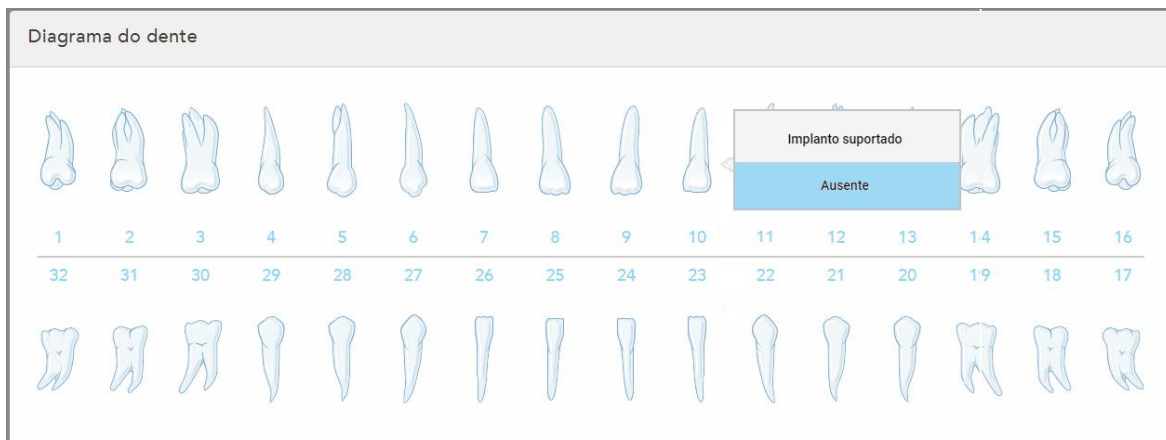 Diagrama do dente
Implanto suportado
Ausente
1 2 3 4 5 6 7 8 9 10 11 12 13 14 15 16
32 31 30 29 28 27 26 25 24 23 22 21 20 19 18 17